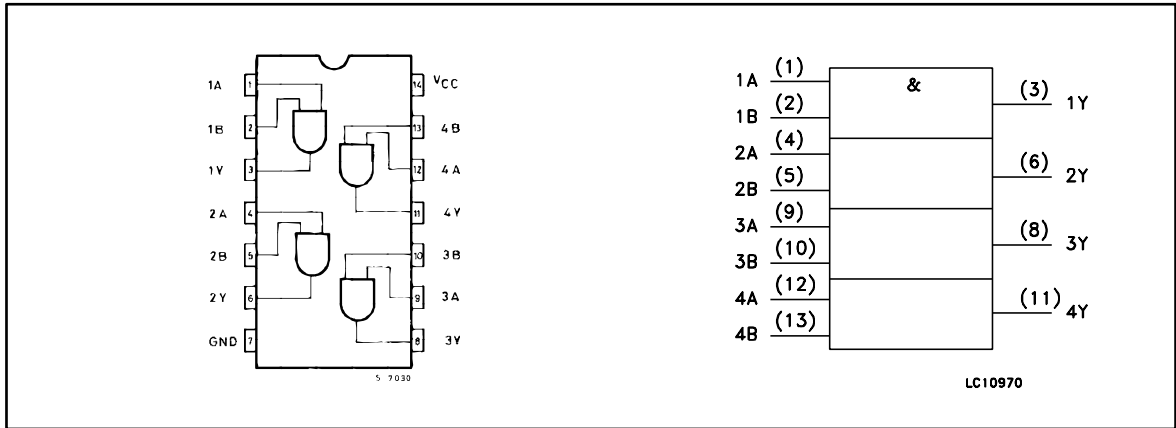 1A 1 14 VCC
1B 2 13 4B
1Y 3 12 4A
2A 4 11 4Y
2B 5 10 3B
2Y 6 9 3A
GND 7 8 3Y
S 7030
1A (1) & (3) 1Y
1B (2)
2A (4) (6) 2Y
2B (5)
3A (9) (8) 3Y
3B (10)
4A (12) (11) 4Y
4B (13)
LC10970